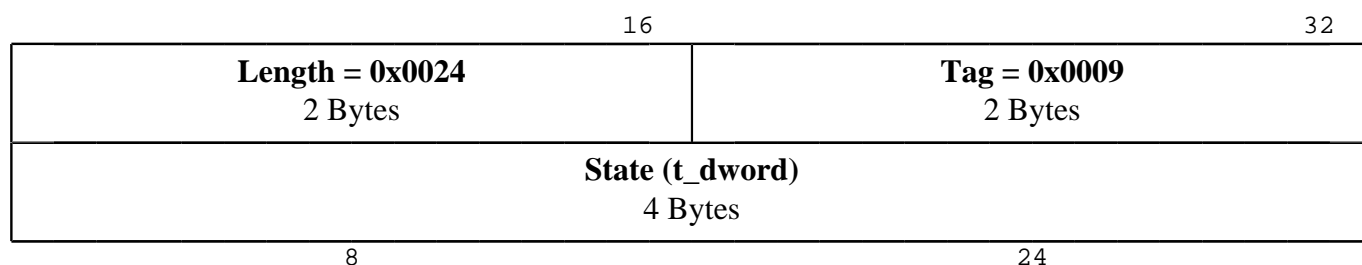 16 32
Length = 0x0024 Tag = 0x0009
2 Bytes 2 Bytes
State (t_dword)
4 Bytes
8 24